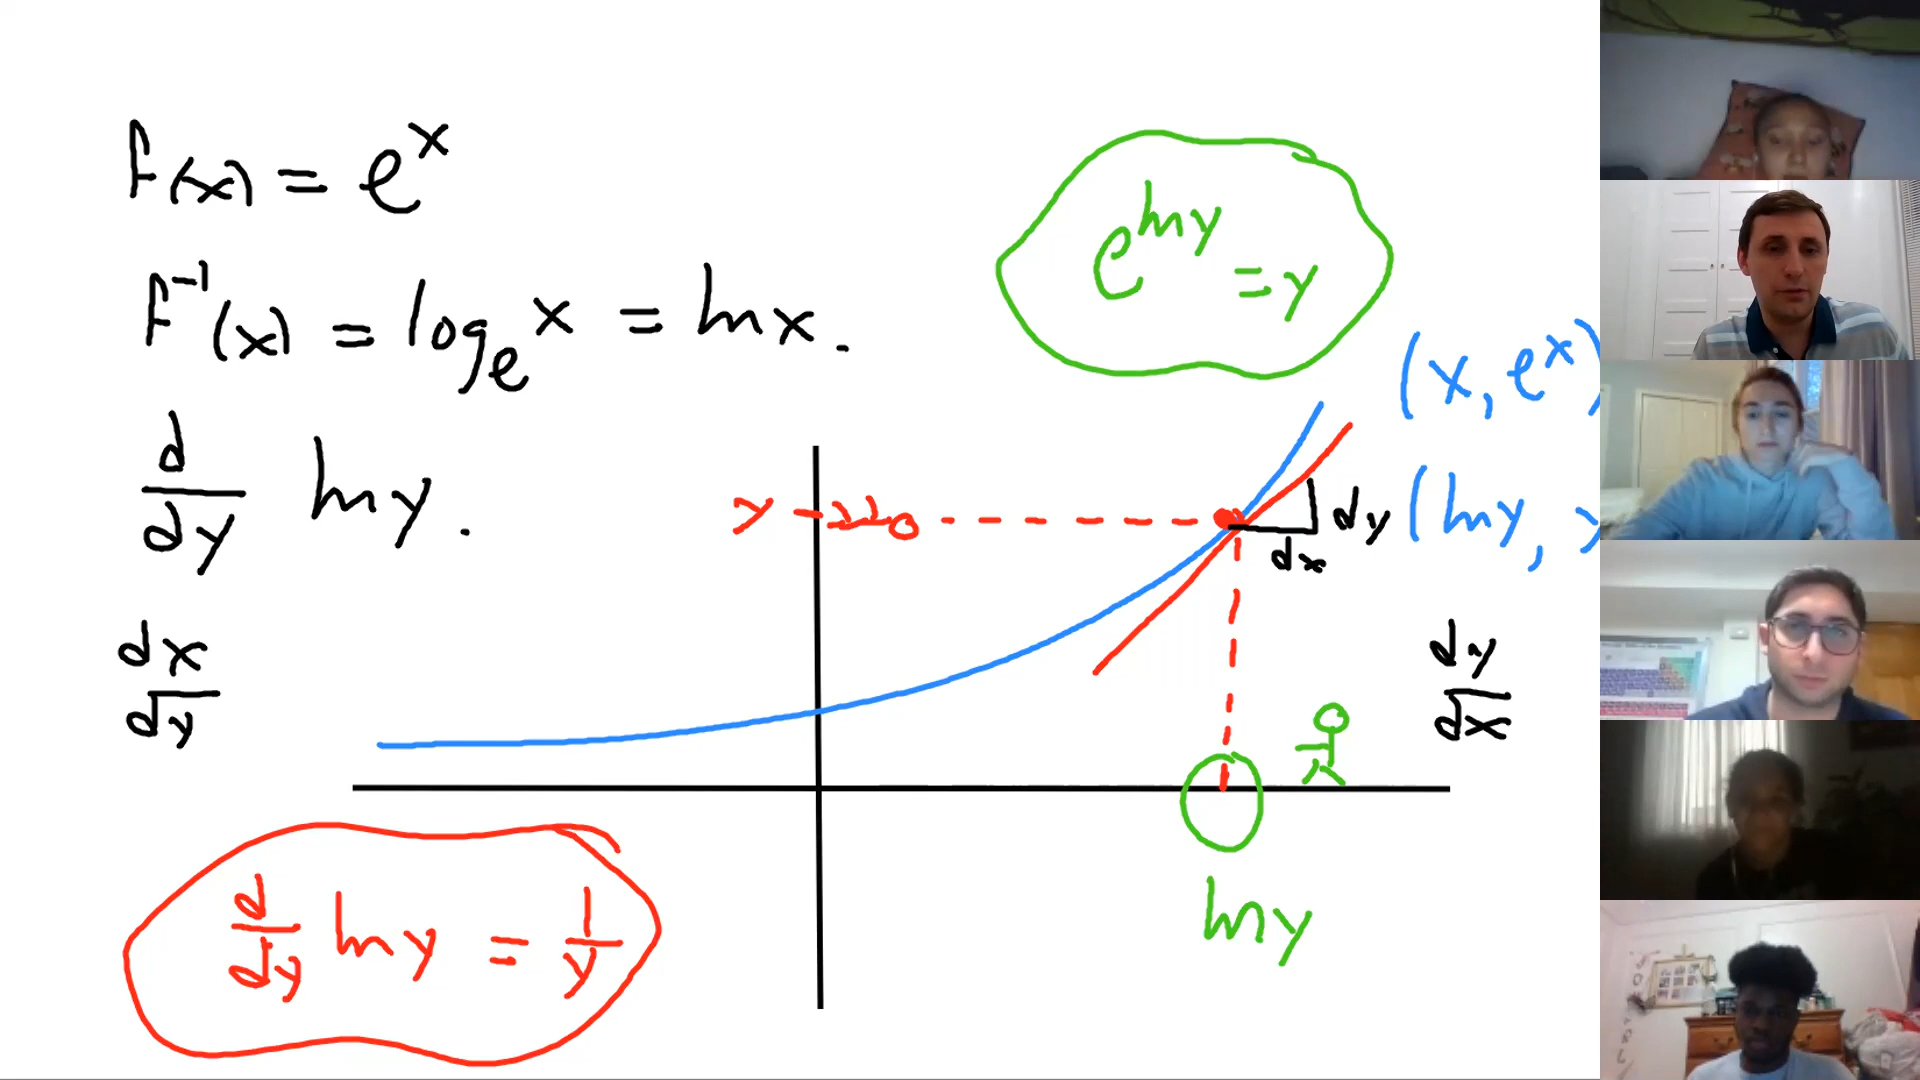 f(x) = e^x
f^-1(x) = log_e x = ln x.
d/dy ln y.
dx/dy
d/dy ln y = 1/y
e^ln y = y
(x, e^x)
(ln y,
y
dy
dx
dy/dx
ln y